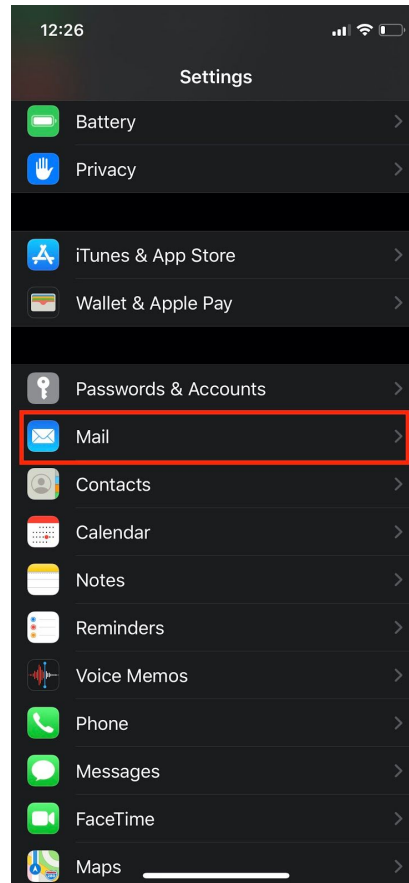 12:26
Settings
Battery
Privacy
iTunes & App Store
Wallet & Apple Pay
Passwords & Accounts
Mail
Contacts
Calendar
Notes
Reminders
Voice Memos
Phone
Messages
FaceTime
Maps